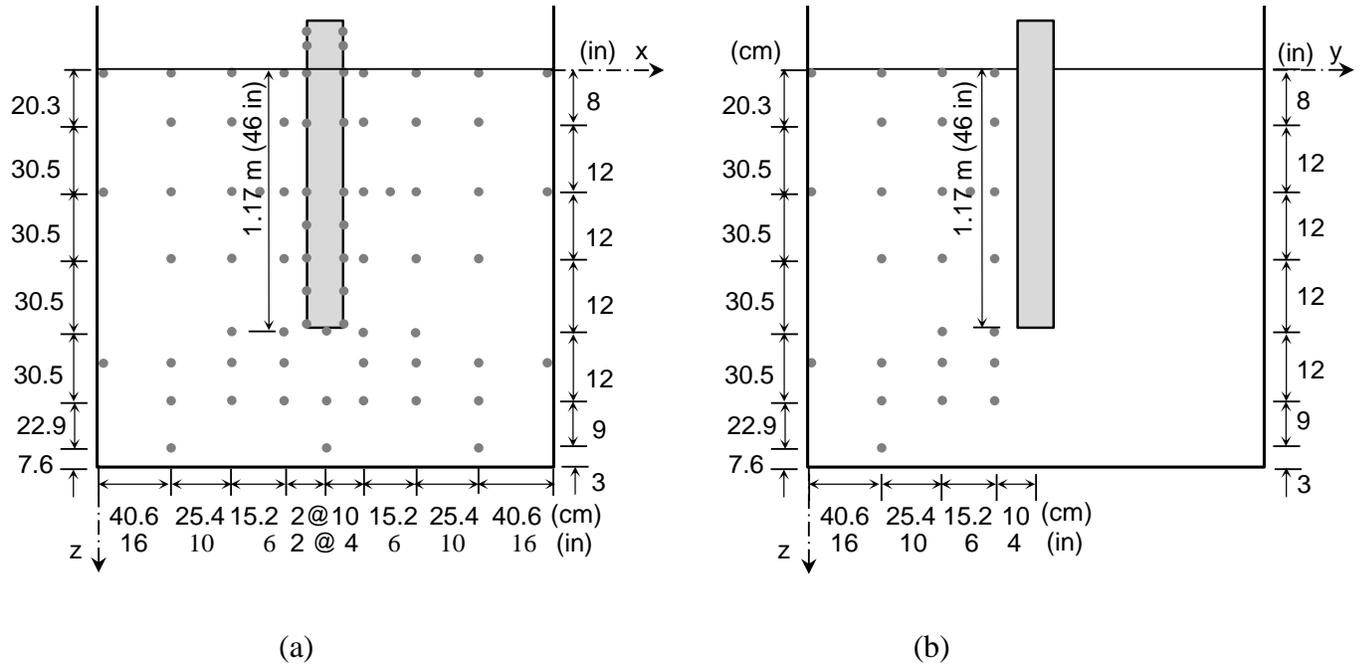 (in) x
20.3
30.5
30.5
30.5
30.5
22.9
7.6
1.17 m (46 in)
8
12
12
12
12
9
3
40.6 25.4 15.2 2@10 15.2 25.4 40.6 (cm)
16 10 6 2 @ 4 6 10 16 (in)
z
(a)
(cm)
(in) y
20.3
30.5
30.5
30.5
30.5
22.9
7.6
1.17 m (46 in)
8
12
12
12
12
9
3
40.6 25.4 15.2 10 (cm)
16 10 6 4 (in)
z
(b)